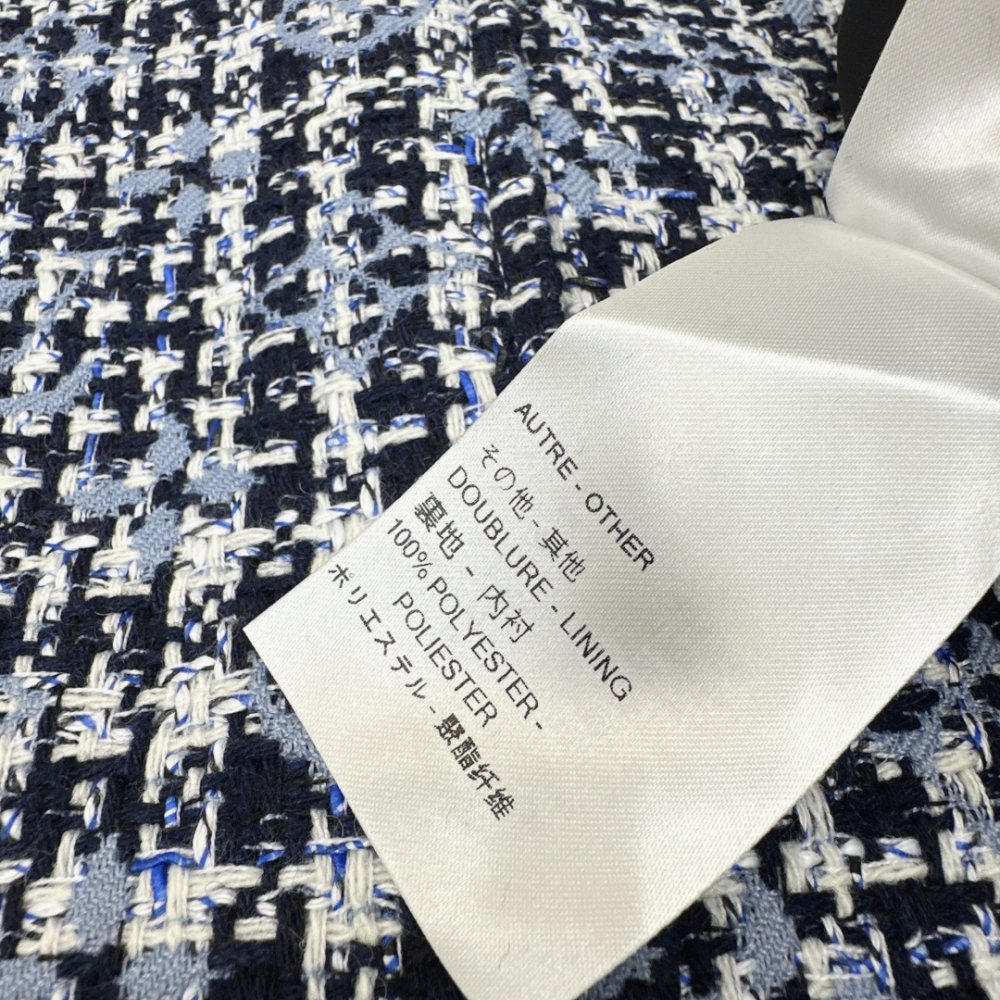 AUTRE - OTHER
その他 - 其他
DOUBLURE - LINING
裏地 - 内衬
100% POLYESTER -
POLIESTER
ポリエステル - 聚酯纤维